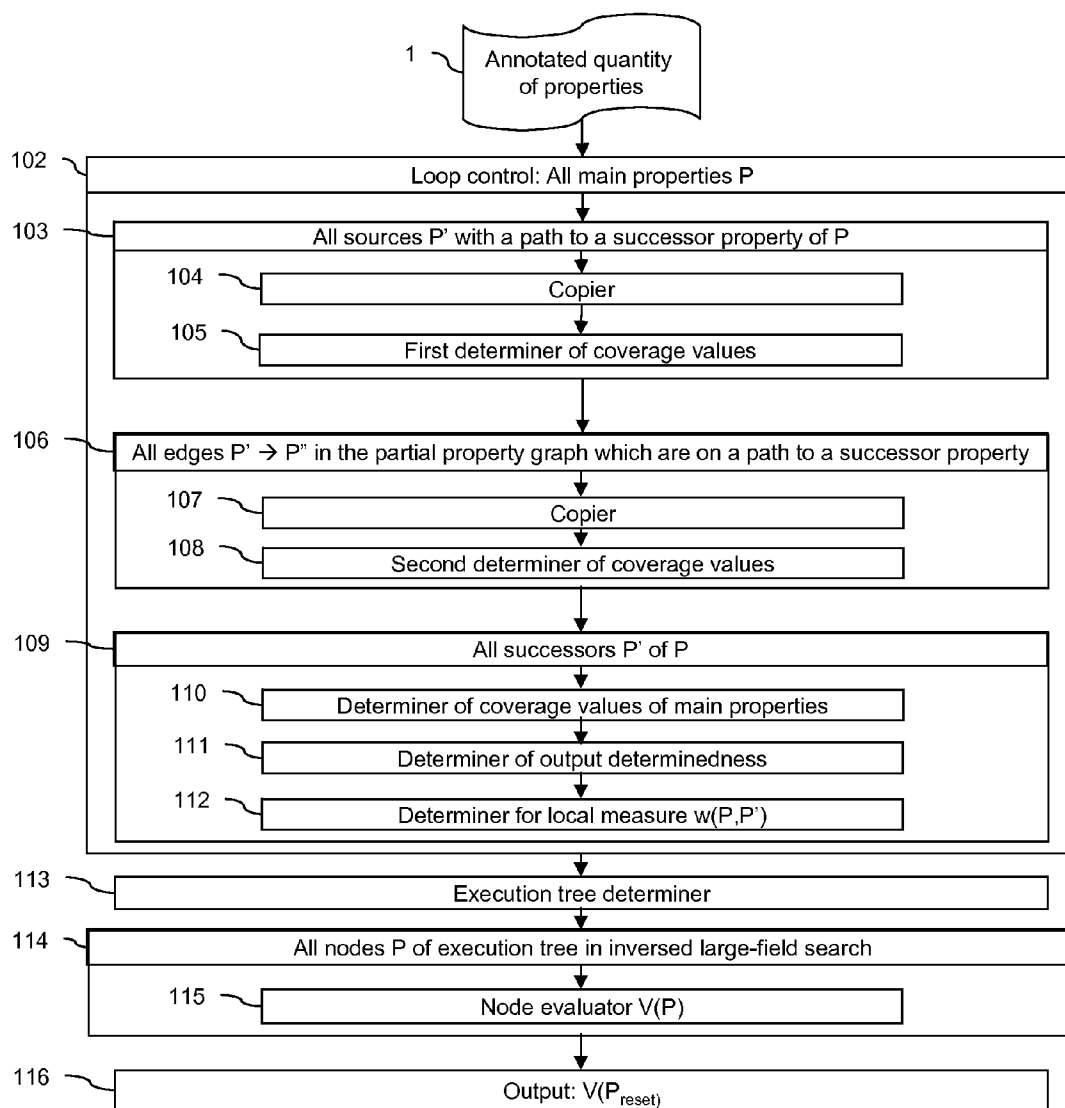 1
Annotated quantity
of properties
102
Loop control: All main properties P
103
All sources P' with a path to a successor property of P
104
Copier
105
First determiner of coverage values
106
All edges P' → P" in the partial property graph which are on a path to a successor property
107
Copier
108
Second determiner of coverage values
109
All successors P' of P
110
Determiner of coverage values of main properties
111
Determiner of output determinedness
112
Determiner for local measure w(P,P')
113
Execution tree determiner
114
All nodes P of execution tree in inversed large-field search
115
Node evaluator V(P)
116
Output: V(Preset)